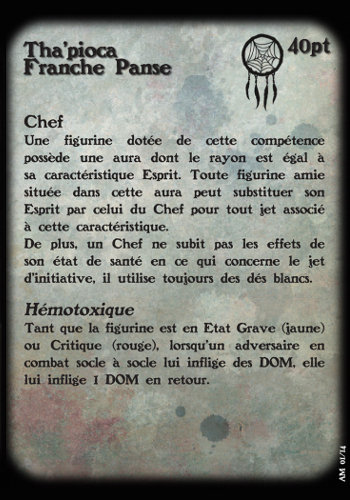 Tha'pioca
Franche Panse
40pt
Chef
Une figurine dotée de cette compétence
possède une aura dont le rayon est égal à
sa caractéristique Esprit. Toute figurine amie
située dans cette aura peut substituer son
Esprit par celui du Chef pour tout jet associé
à cette caractéristique.
De plus, un Chef ne subit pas les effets de
son état de santé en ce qui concerne le jet
d'initiative, il utilise toujours des dés blancs.
Hémotoxique
Tant que la figurine est en Etat Grave (jaune)
ou Critique (rouge), lorsqu'un adversaire en
combat socle à socle lui inflige des DOM, elle
lui inflige 1 DOM en retour.
AM 01/14